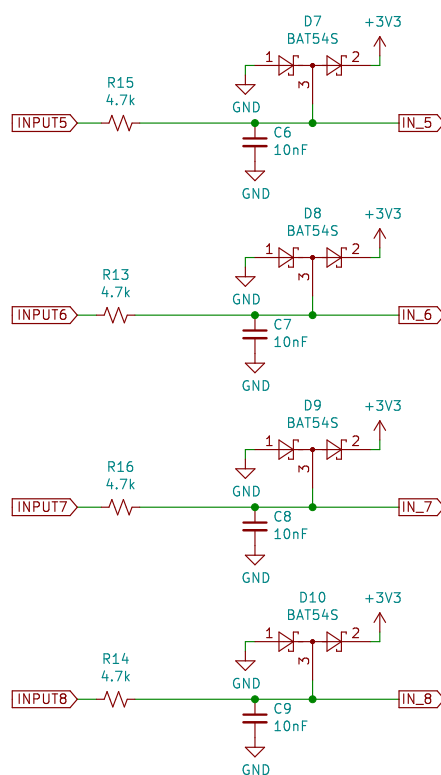 D7
BAT54S
+3V3
1
2
3
GND
R15
4.7k
INPUT5
C6
10nF
IN_5
GND
D8
BAT54S
+3V3
1
2
3
GND
R13
4.7k
INPUT6
C7
10nF
IN_6
GND
D9
BAT54S
+3V3
1
2
3
GND
R16
4.7k
INPUT7
C8
10nF
IN_7
GND
D10
BAT54S
+3V3
1
2
3
GND
R14
4.7k
INPUT8
C9
10nF
IN_8
GND